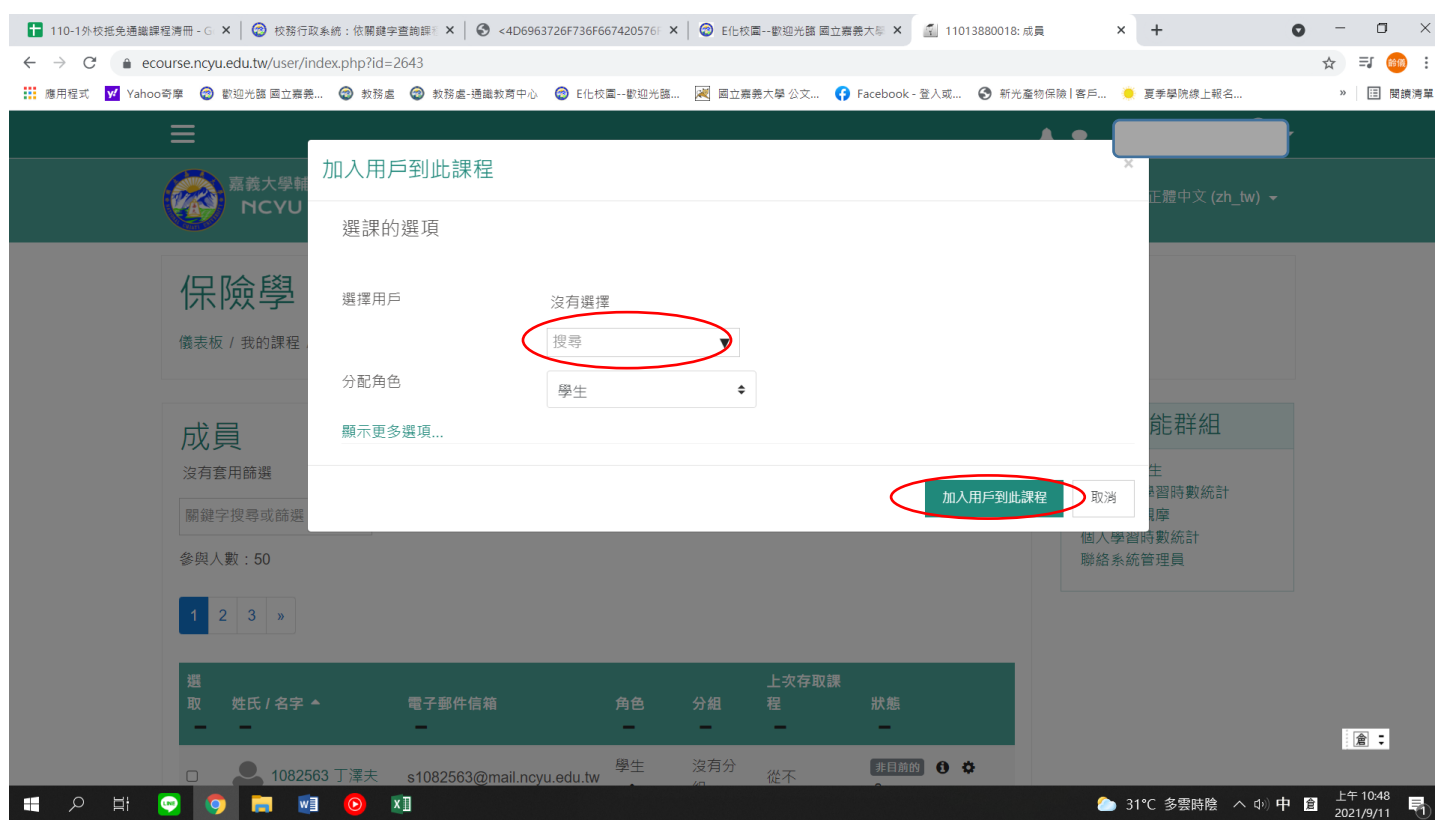 110-1外校抵免通識課程清冊 - G
校務行政系統：依關鍵字查詢課
<4D6963726F736F667420576F
E化校園--歡迎光臨 國立嘉義大學
11013880018: 成員
ecourse.ncyu.edu.tw/user/index.php?id=2643
應用程式
Yahoo奇摩
歡迎光臨 國立嘉義...
教務處
教務處-通識教育中心
E化校園--歡迎光臨...
國立嘉義大學 公文...
Facebook - 登入或...
新光產物保險 | 客戶...
夏季學院線上報名...
»
閱讀清單
嘉義大學輔
NCYU
正體中文 (zh_tw)
加入用戶到此課程
×
選課的選項
選擇用戶
沒有選擇
搜尋
分配角色
學生
顯示更多選項...
加入用戶到此課程
取消
保險學
儀表板 / 我的課程 /
成員
沒有套用篩選
關鍵字搜尋或篩選
參與人數：50
1 2 3 »
能群組
生
學習時數統計
觀摩
個人學習時數統計
聯絡系統管理員
選取
姓氏 / 名字
電子郵件信箱
角色
分組
上次存取課程
狀態
1082563 丁澤夫
s1082563@mail.ncyu.edu.tw
學生
沒有分組
從不
非目前的
倉
31°C 多雲時陰
中
倉
上午 10:48
2021/9/11
1